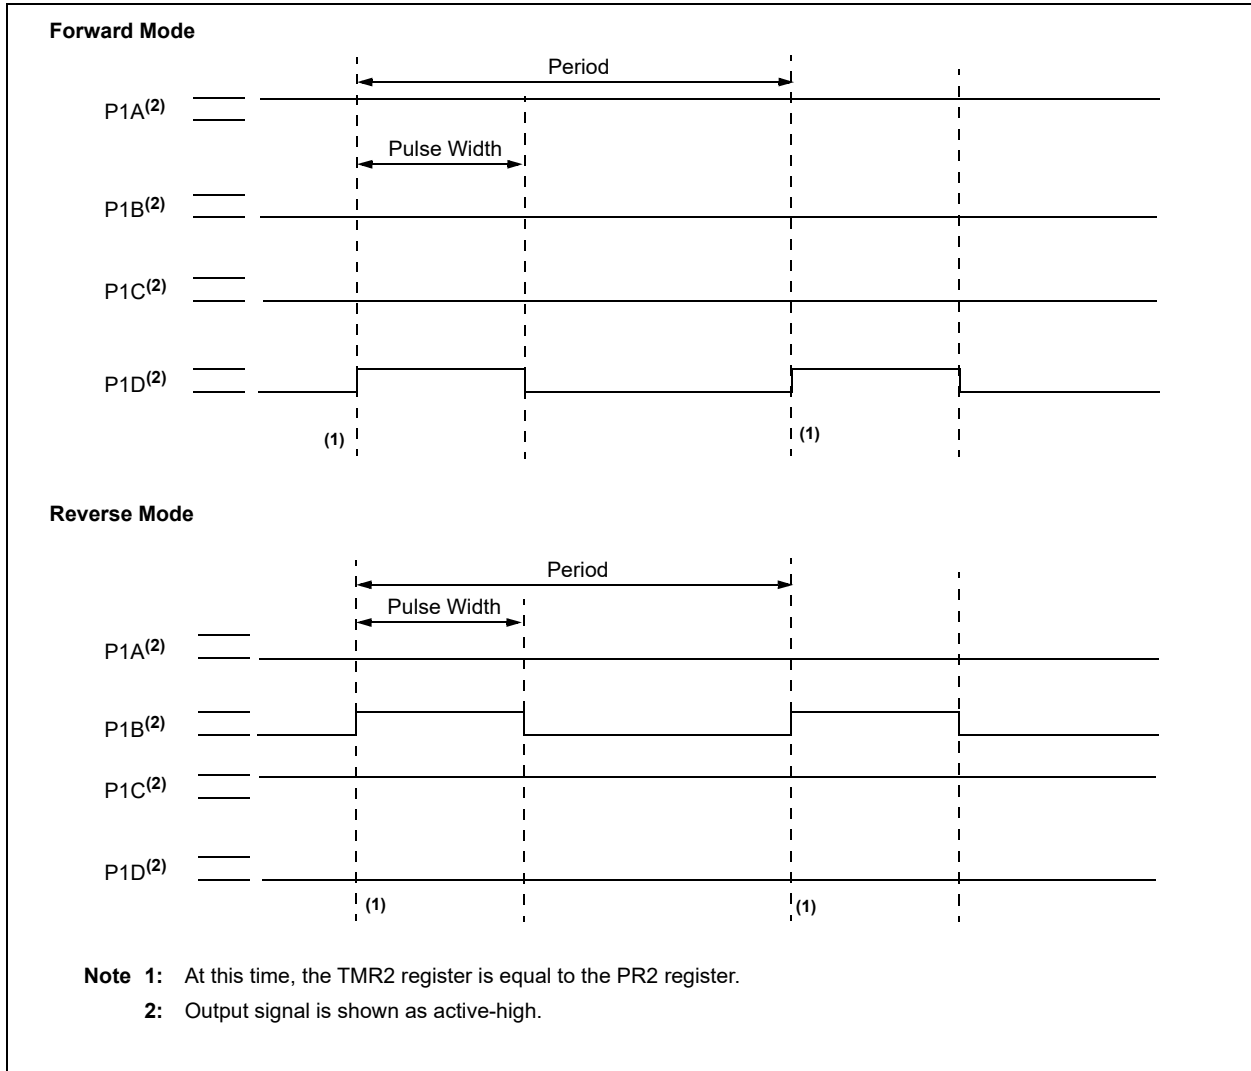 Forward Mode
Period
P1A(2)
Pulse Width
P1B(2)
P1C(2)
P1D(2)
(1)
(1)
Reverse Mode
Period
Pulse Width
P1A(2)
P1B(2)
P1C(2)
P1D(2)
(1)
(1)
Note 1: At this time, the TMR2 register is equal to the PR2 register.
2: Output signal is shown as active-high.